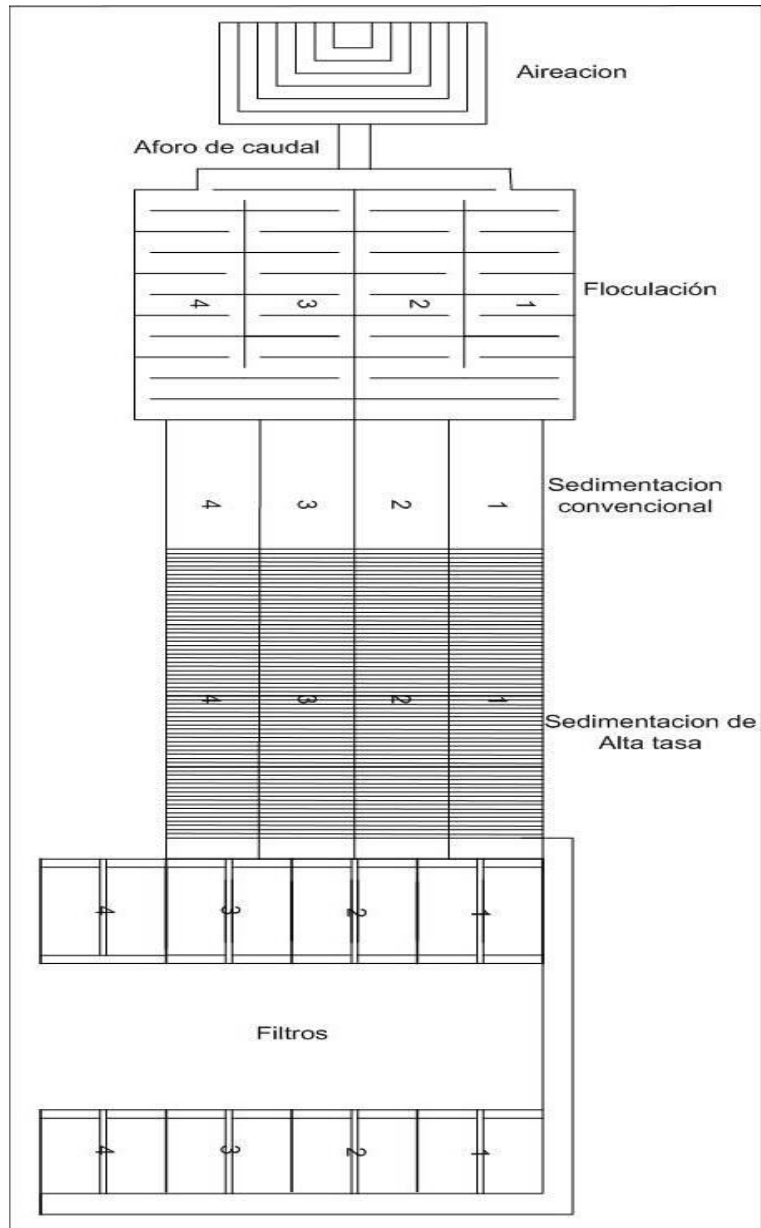 Aireacion
Aforo de caudal
4 3 2 1
Floculación
4 3 2 1
Sedimentacion
convencional
4 3 2 1
Sedimentacion de
Alta tasa
4 3 2 1
Filtros
4 3 2 1